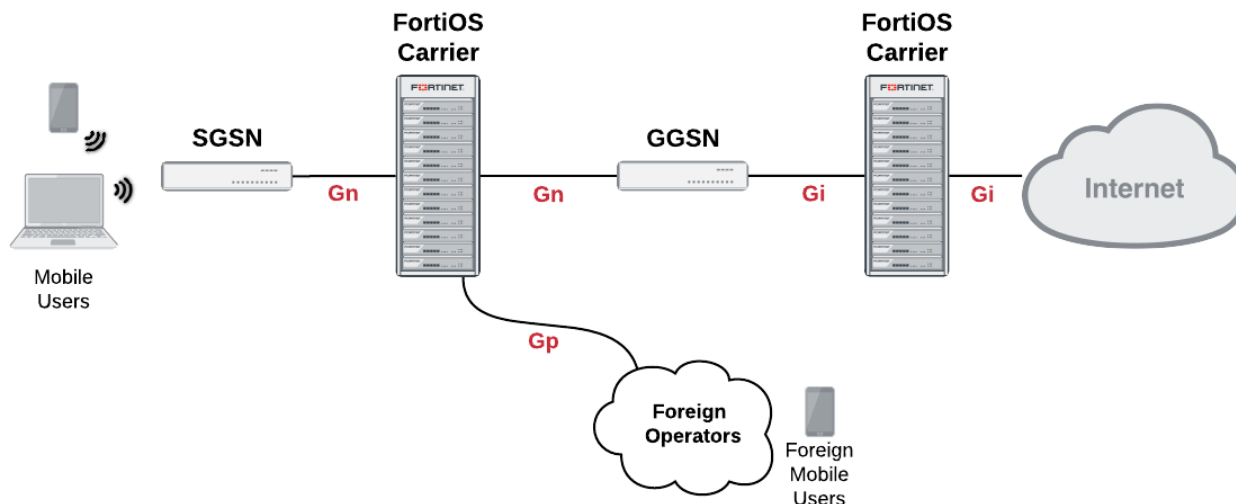 FortiOS
Carrier
FortiOS
Carrier
FORTINET
FORTINET
SGSN
GGSN
Gn
Gn
Gi
Gi
Internet
Mobile
Users
Gp
Foreign
Operators
Foreign
Mobile
Users